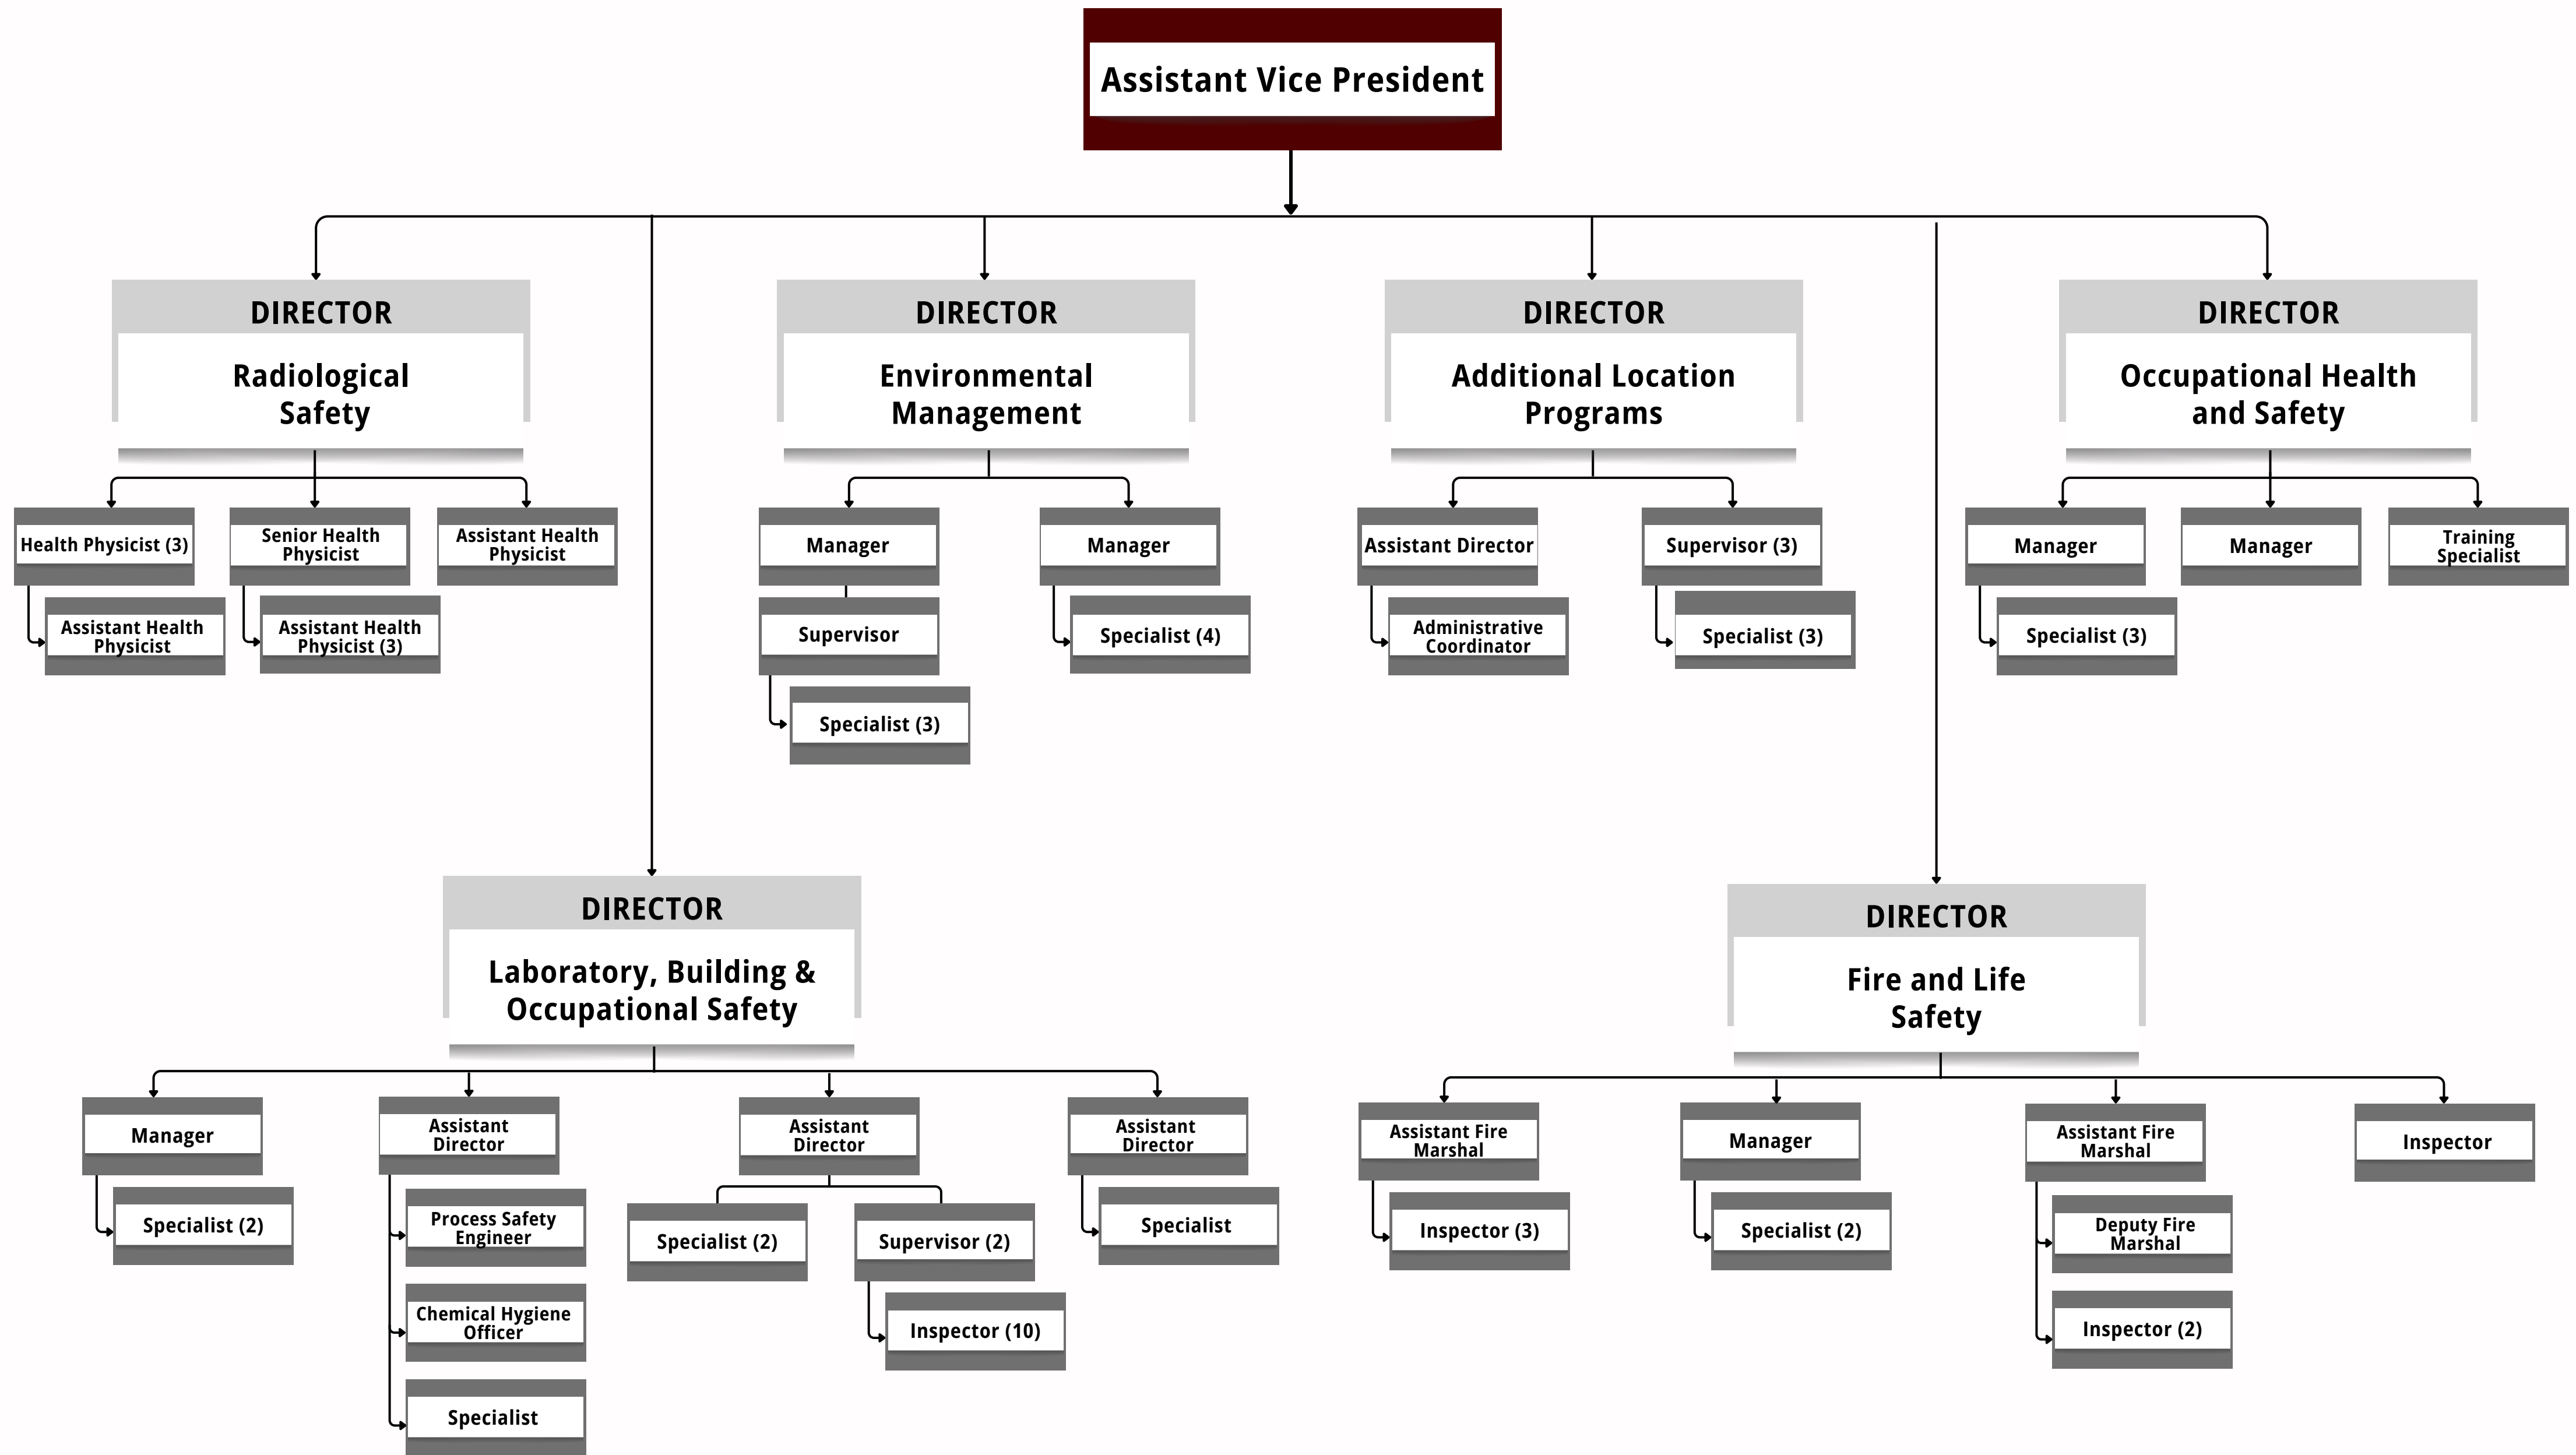 Assistant Vice President
DIRECTOR
Radiological
Safety
DIRECTOR
Environmental
Management
DIRECTOR
Additional Location
Programs
DIRECTOR
Occupational Health
and Safety
Health Physicist (3)
Assistant Health
Physicist
Senior Health
Physicist
Assistant Health
Physicist (3)
Assistant Health
Physicist
Manager
Supervisor
Specialist (3)
Manager
Specialist (4)
Assistant Director
Administrative
Coordinator
Supervisor (3)
Specialist (3)
Manager
Specialist (3)
Manager
Training
Specialist
DIRECTOR
Laboratory, Building &
Occupational Safety
Manager
Specialist (2)
Assistant
Director
Process Safety
Engineer
Chemical Hygiene
Officer
Specialist
Assistant
Director
Specialist (2)
Supervisor (2)
Inspector (10)
Assistant
Director
Specialist
DIRECTOR
Fire and Life
Safety
Assistant Fire
Marshal
Inspector (3)
Manager
Specialist (2)
Assistant Fire
Marshal
Deputy Fire
Marshal
Inspector (2)
Inspector